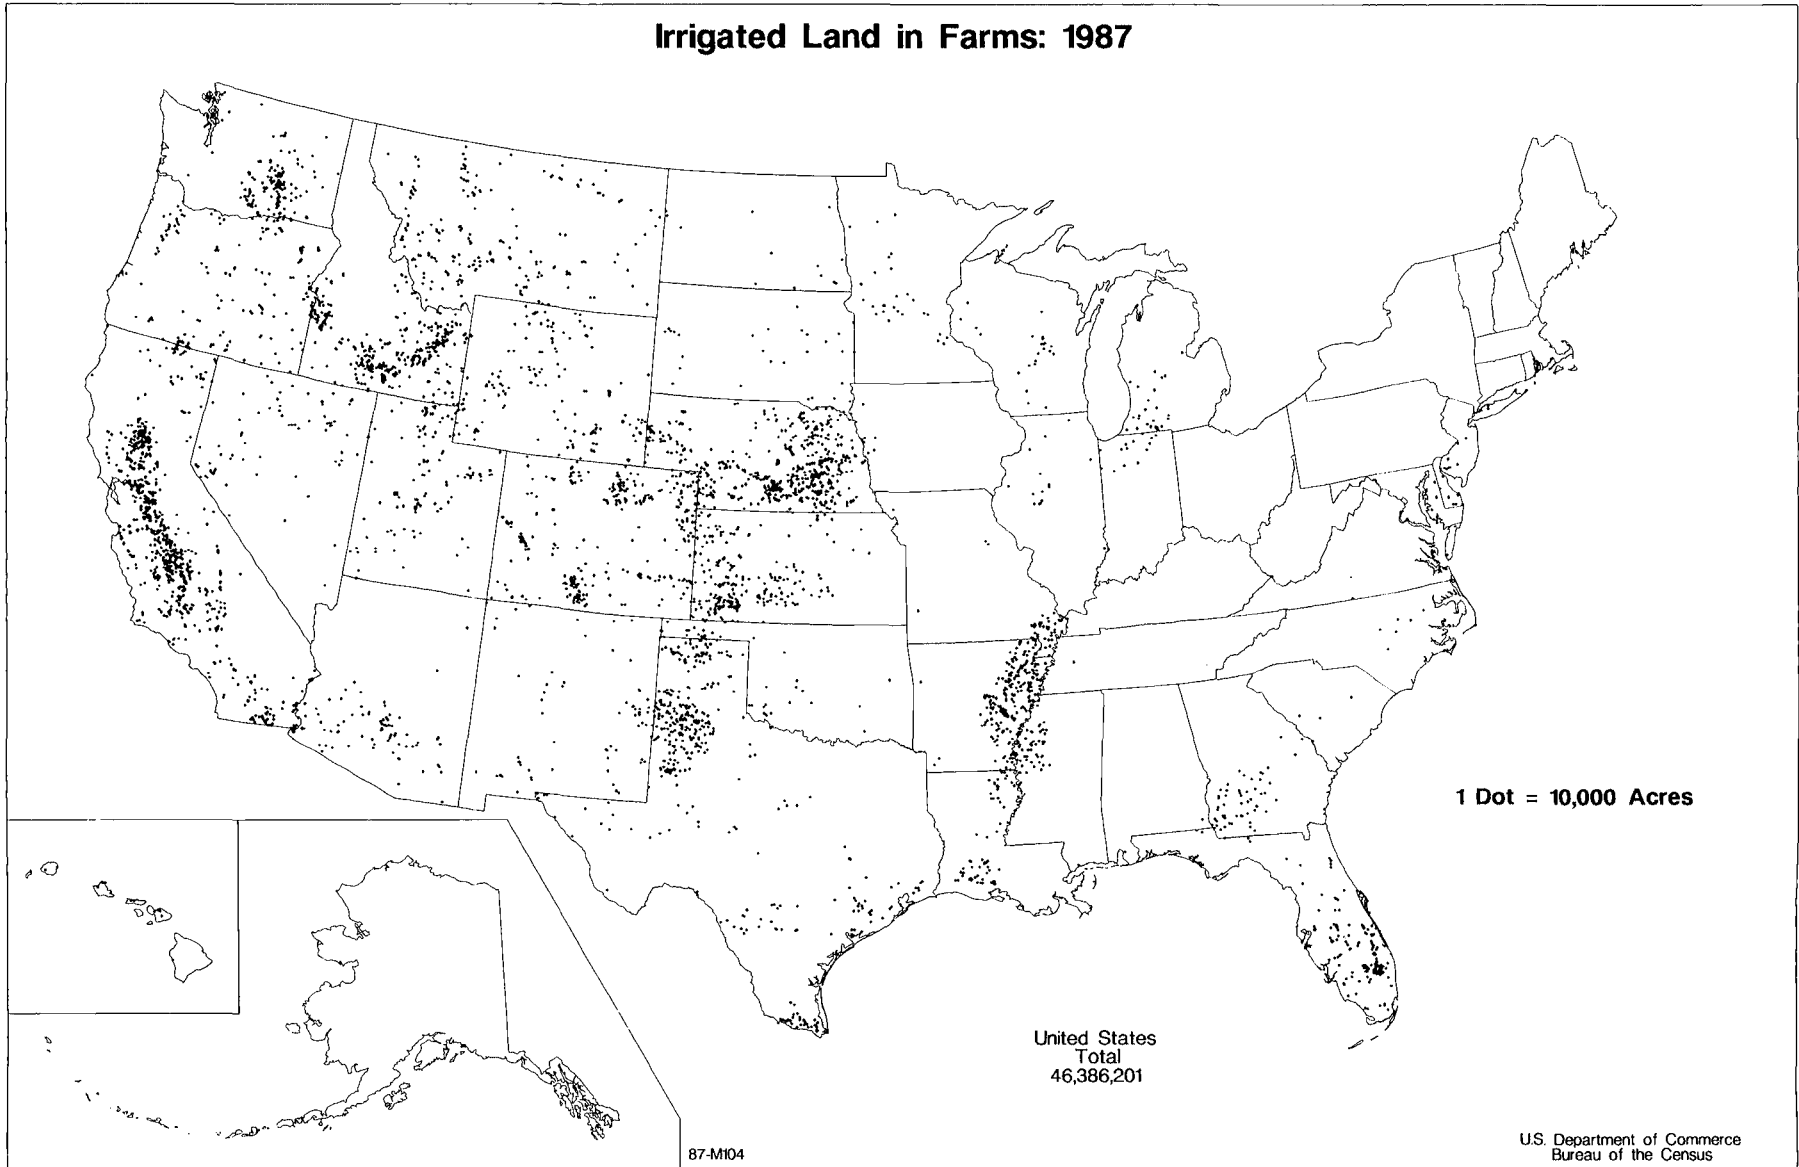 Irrigated Land in Farms: 1987
1 Dot = 10,000 Acres
United States
Total
46,386,201
87-M104
U.S. Department of Commerce
Bureau of the Census